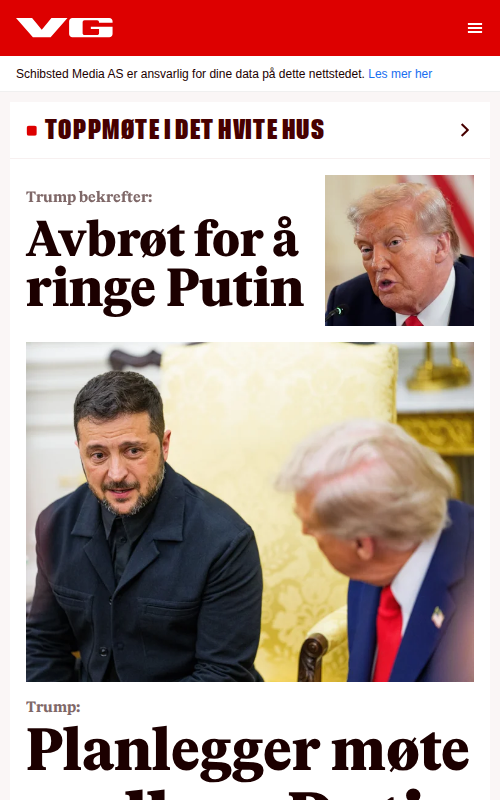 VG
Schibsted Media AS er ansvarlig for dine data på dette nettstedet. Les mer her
TOPPMØTE I DET HVITE HUS
Trump bekrefter:
Avbrøt for å
ringe Putin
Trump:
Planlegger møte